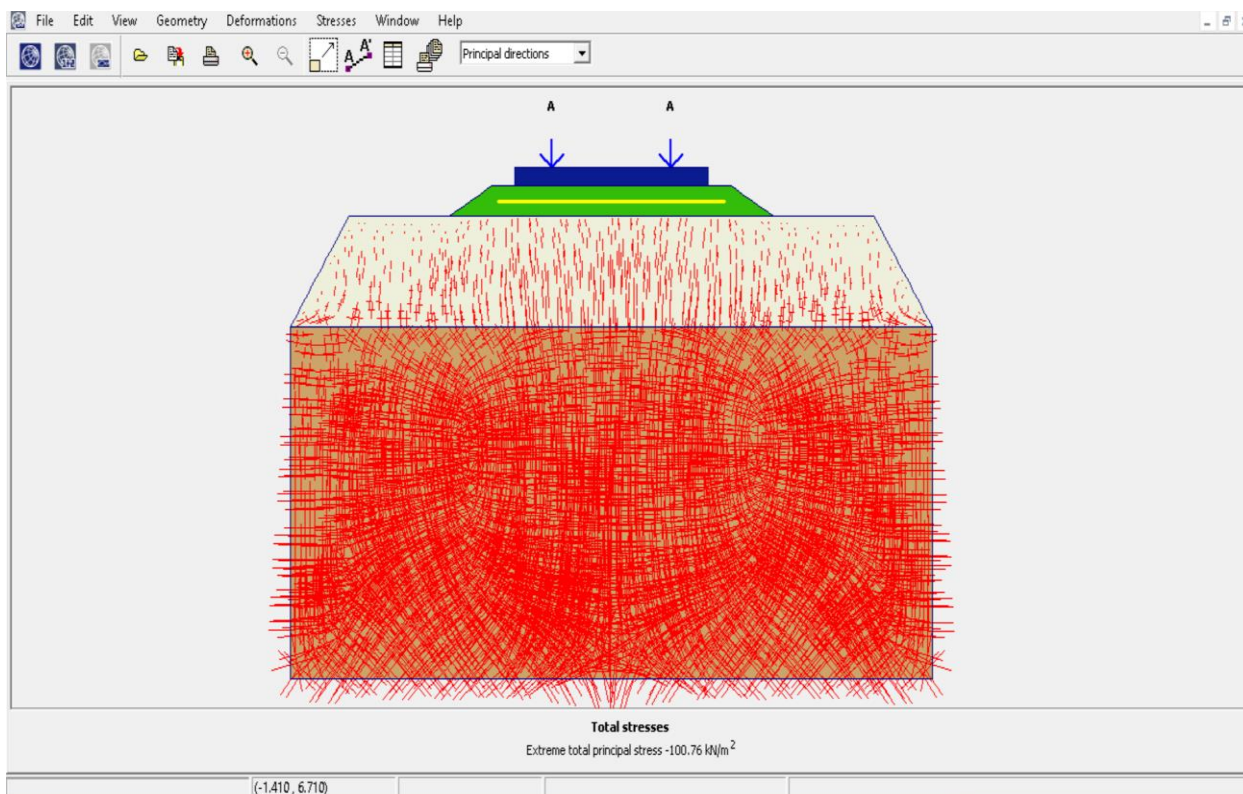 File Edit View Geometry Deformations Stresses Window Help
Principal directions
A A
Total stresses
Extreme total principal stress -100.76 kN/m²
(-1.410 , 6.710)